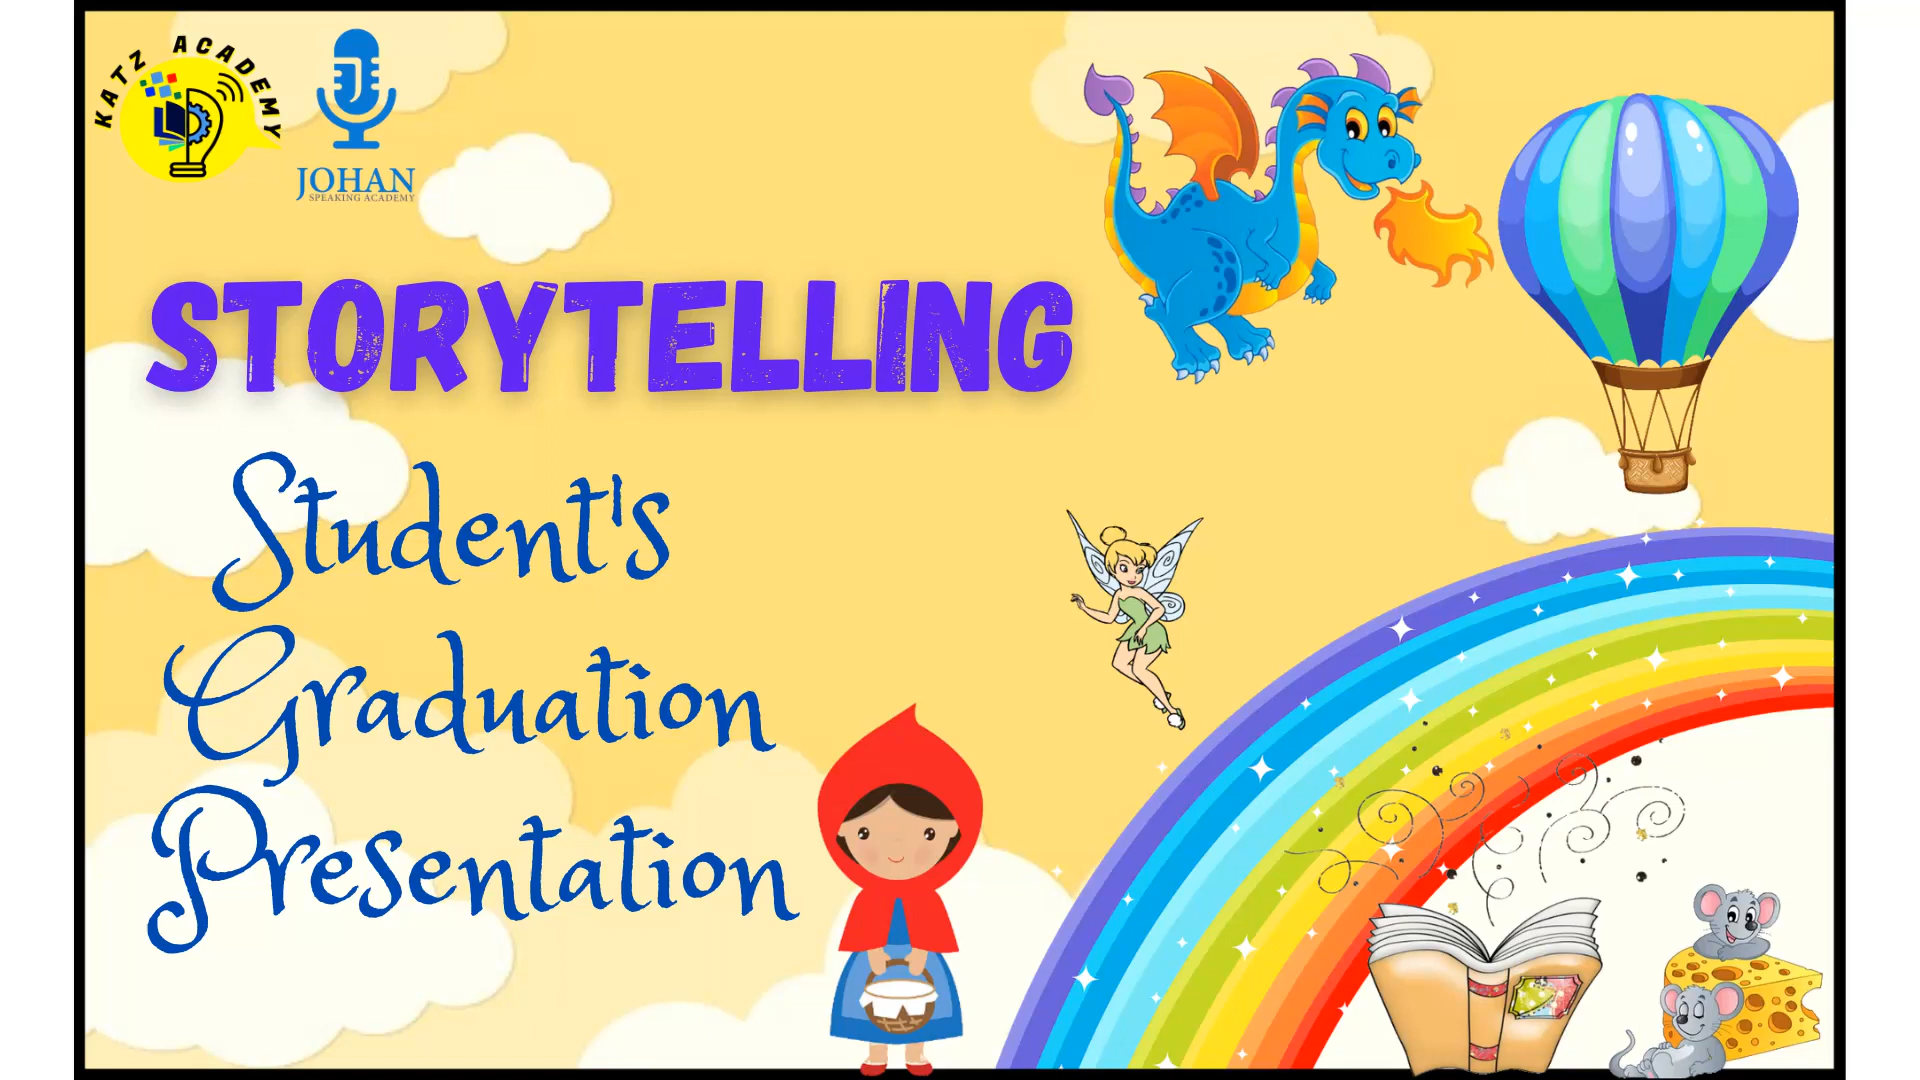 KATZ ACADEMY
JOHAN
SPEAKING ACADEMY
STORYTELLING
Student's
Graduation
Presentation